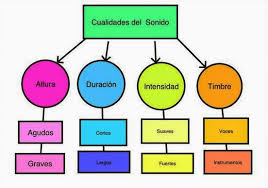 Cualidades del Sonido
Altura
Duración
Intensidad
Timbre
Agudos
Cortos
Suaves
Voces
Graves
Largos
Fuertes
Instrumentos